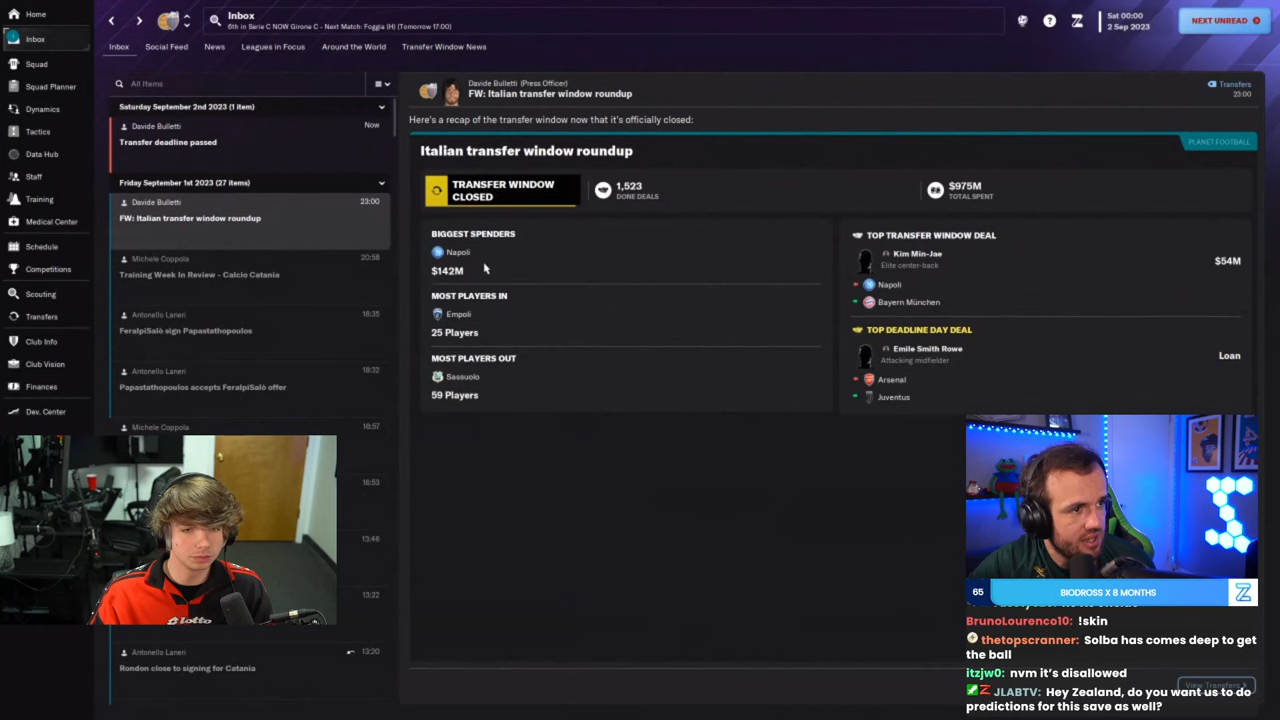 Home
Inbox
Squad
Squad Planner
Dynamics
Tactics
Data Hub
Staff
Training
Medical Center
Schedule
Competitions
Scouting
Transfers
Club Info
Club Vision
Finances
Dev. Center
Inbox
6th in Serie C NOW Girone C - Next Match: Foggia (H) (Tomorrow 17:00)
Sat 00:00
2 Sep 2023
NEXT UNREAD
Inbox
Social Feed
News
Leagues in Focus
Around the World
Transfer Window News
All Items
Saturday September 2nd 2023 (1 item)
Davide Bulletti
Now
Transfer deadline passed
Friday September 1st 2023 (27 items)
Davide Bulletti
23:00
FW: Italian transfer window roundup
Michele Coppola
20:58
Training Week In Review - Calcio Catania
Antonello Laneri
18:35
FeralpiSalò sign Papastathopoulos
Antonello Laneri
18:32
Papastathopoulos accepts FeralpiSalò offer
Michele Coppola
16:57
16:53
13:46
13:22
Antonello Laneri
13:20
Rondon close to signing for Catania
Davide Bulletti (Press Officer)
FW: Italian transfer window roundup
Transfers
23:00
Here's a recap of the transfer window now that it's officially closed:
Italian transfer window roundup
PLANET FOOTBALL
TRANSFER WINDOW
CLOSED
1,523
DONE DEALS
$975M
TOTAL SPENT
BIGGEST SPENDERS
Napoli
$142M
MOST PLAYERS IN
Empoli
25 Players
MOST PLAYERS OUT
Sassuolo
59 Players
TOP TRANSFER WINDOW DEAL
Kim Min-Jae
Elite center-back
$54M
Napoli
Bayern München
TOP DEADLINE DAY DEAL
Emile Smith Rowe
Attacking midfielder
Loan
Arsenal
Juventus
lotto
65
BIODROSS X 8 MONTHS
Z
BrunoLourenco10: !skin
thetopscranner: Solba has comes deep to get
the ball
itzjw0: nvm it's disallowed
JLABTV: Hey Zealand, do you want us to do
predictions for this save as well?
View Transfers